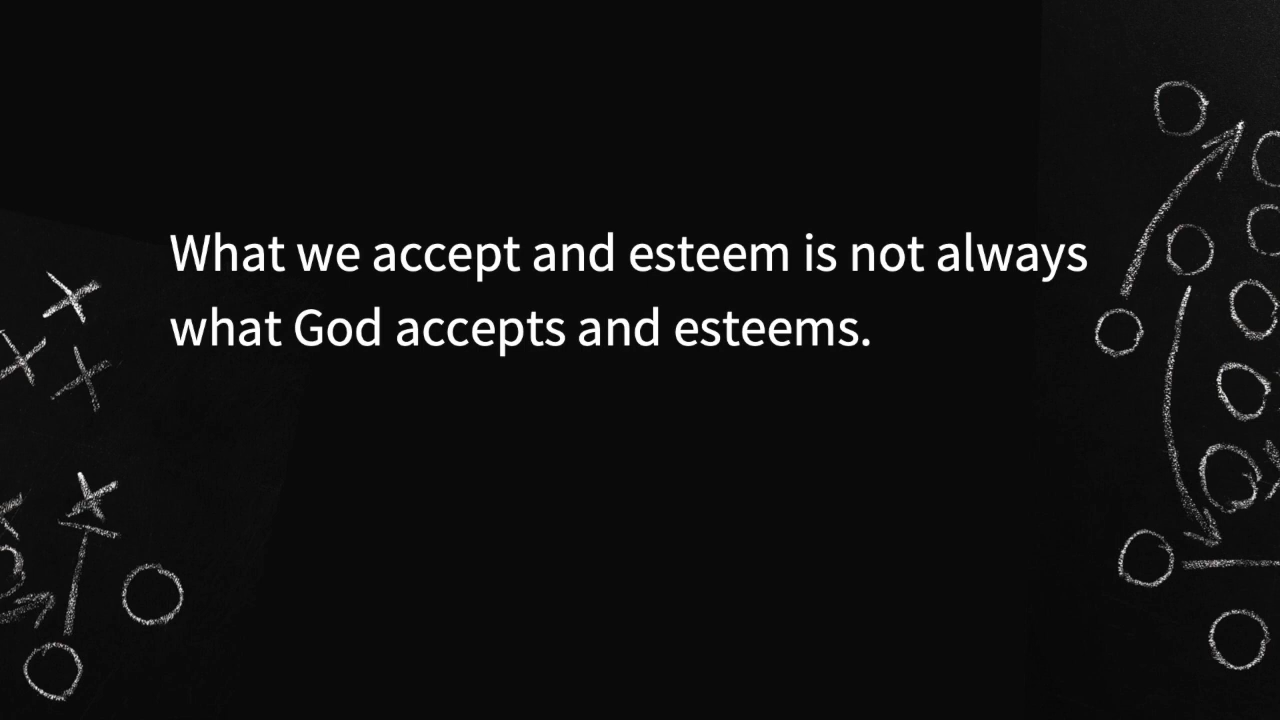 What we accept and esteem is not always
what God accepts and esteems.